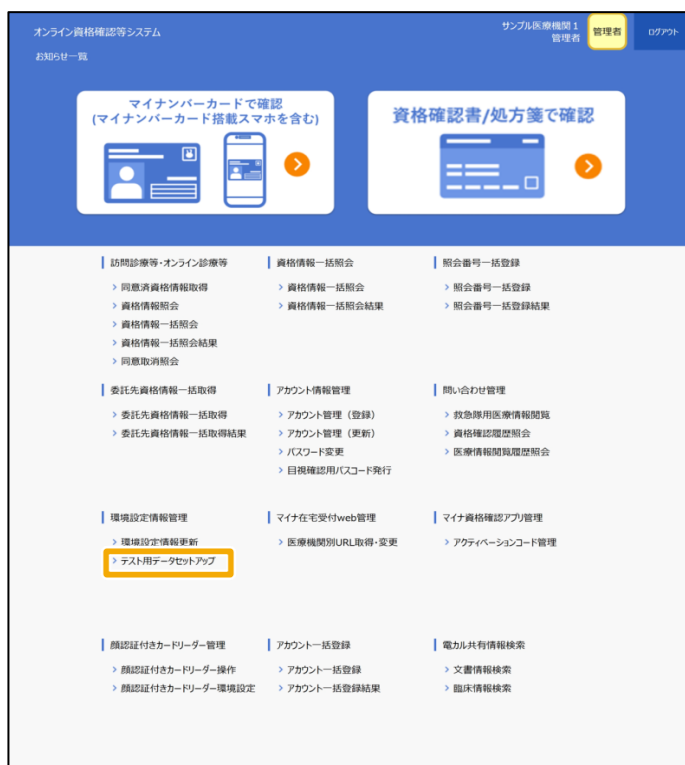 オンライン資格確認等システム
サンプル医療機関1
管理者
管理者
ログアウト
お知らせ一覧
マイナンバーカードで確認
(マイナンバーカード搭載スマホを含む)
資格確認書/処方箋で確認
訪問診療等・オンライン診療等
> 同意済資格情報取得
> 資格情報照会
> 資格情報一括照会
> 資格情報一括照会結果
> 同意取消照会
資格情報一括照会
> 資格情報一括照会
> 資格情報一括照会結果
照会番号一括登録
> 照会番号一括登録
> 照会番号一括登録結果
委託先資格情報一括取得
> 委託先資格情報一括取得
> 委託先資格情報一括取得結果
アカウント情報管理
> アカウント管理（登録）
> アカウント管理（更新）
> パスワード変更
> 目視確認用パスコード発行
問い合わせ管理
> 救急隊用医療情報閲覧
> 資格確認履歴照会
> 医療情報閲覧履歴照会
環境設定情報管理
> 環境設定情報更新
> テスト用データセットアップ
マイナ在宅受付web管理
> 医療機関別URL取得・変更
マイナ資格確認アプリ管理
> アクティベーションコード管理
顔認証付きカードリーダー管理
> 顔認証付きカードリーダー操作
> 顔認証付きカードリーダー環境設定
アカウント一括登録
> アカウント一括登録
> アカウント一括登録結果
電カル共有情報検索
> 文書情報検索
> 臨床情報検索